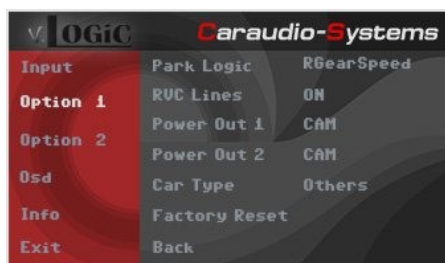 v.LOGiC Caraudio-Systems
Input Park Logic RGearSpeed
Option 1 RVC Lines ON
Power Out 1 CAM
Option 2 Power Out 2 CAM
Osd Car Type Others
Info Factory Reset
Exit Back